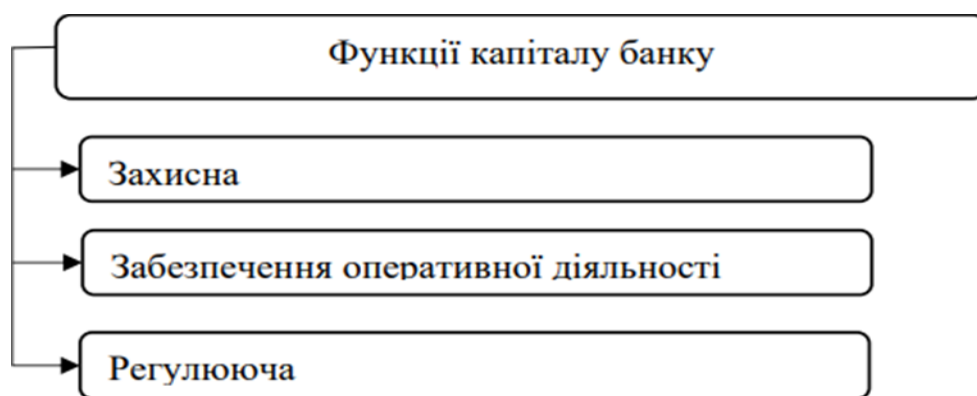 Функції капіталу банку
Захисна
Забезпечення оперативної діяльності
Регулююча